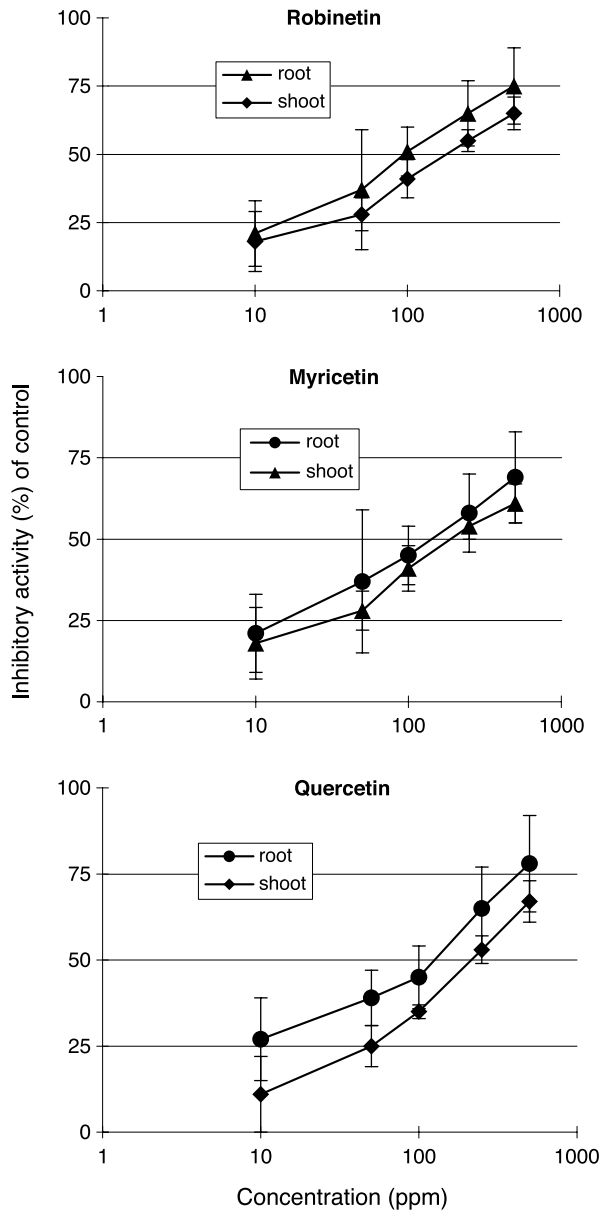 Robinetin
100
75
50
25
0
root
shoot
1 10 100 1000
Myricetin
100
75
50
25
0
root
shoot
1 10 100 1000
Inhibitory activity (%) of control
Quercetin
100
75
50
25
0
root
shoot
1 10 100 1000
Concentration (ppm)